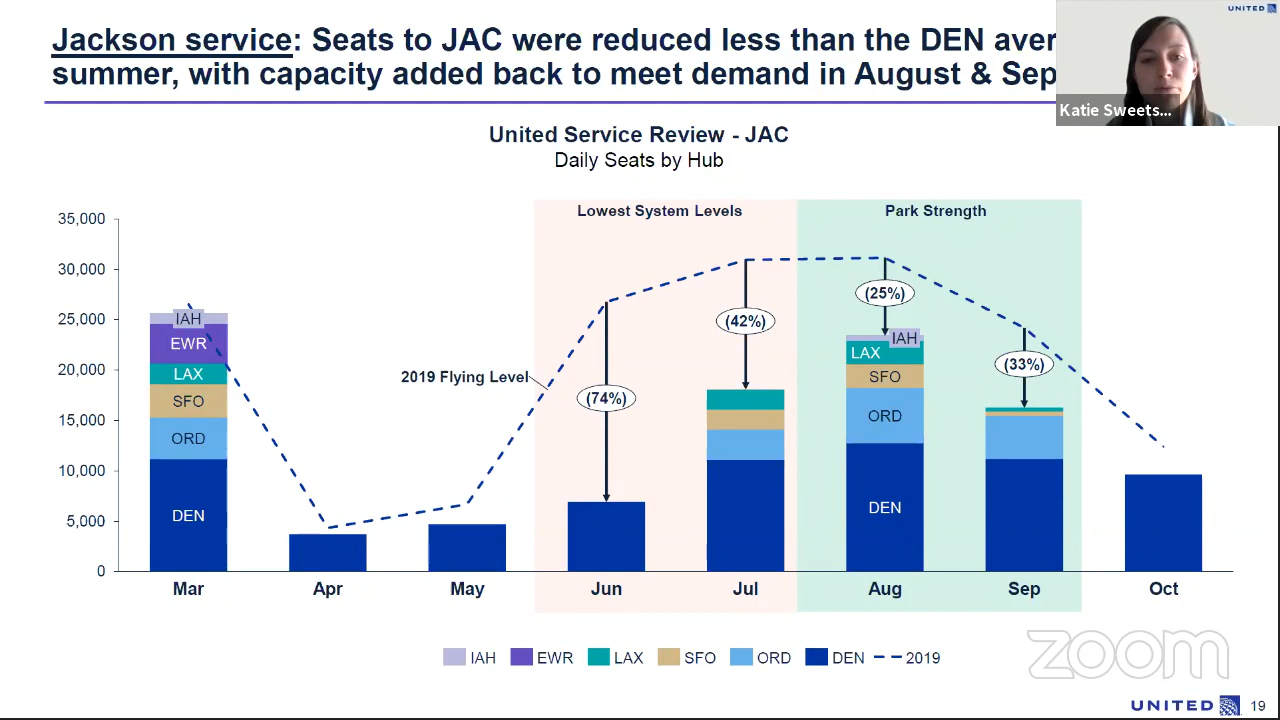 UNITED
Jackson service: Seats to JAC were reduced less than the DEN aver
summer, with capacity added back to meet demand in August & Sep
Katie Sweets...
United Service Review - JAC
Daily Seats by Hub
Lowest System Levels
Park Strength
35,000
30,000
25,000
20,000
15,000
10,000
5,000
0
2019 Flying Level
IAH
EWR
LAX
SFO
ORD
DEN
(74%)
(42%)
(25%)
IAH
LAX
SFO
ORD
DEN
(33%)
Mar Apr May Jun Jul Aug Sep Oct
IAH EWR LAX SFO ORD DEN 2019
zoom
UNITED 19